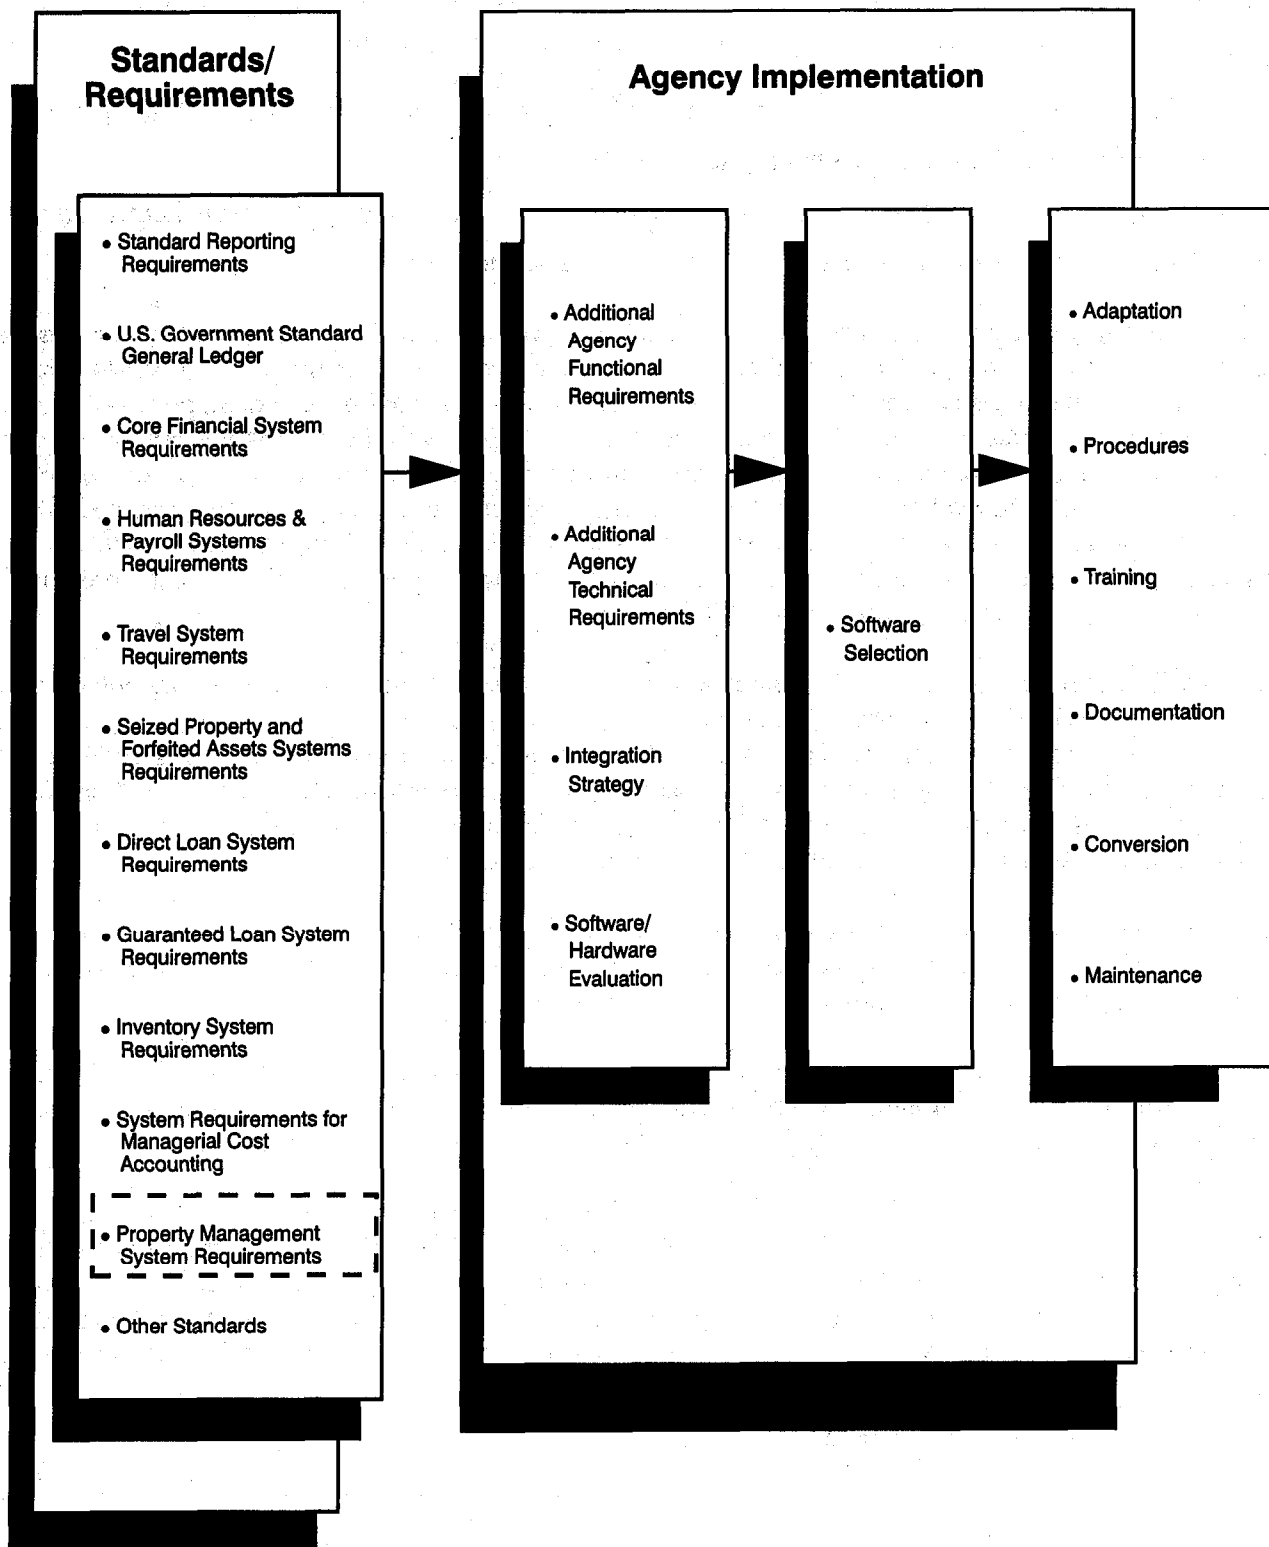 Standards/
Requirements
• Standard Reporting
Requirements
• U.S. Government Standard
General Ledger
• Core Financial System
Requirements
• Human Resources &
Payroll Systems
Requirements
• Travel System
Requirements
• Seized Property and
Forfeited Assets Systems
Requirements
• Direct Loan System
Requirements
• Guaranteed Loan System
Requirements
• Inventory System
Requirements
• System Requirements for
Managerial Cost
Accounting
• Property Management
System Requirements
• Other Standards
Agency Implementation
• Additional
Agency
Functional
Requirements
• Additional
Agency
Technical
Requirements
• Integration
Strategy
• Software/
Hardware
Evaluation
• Software
Selection
• Adaptation
• Procedures
• Training
• Documentation
• Conversion
• Maintenance